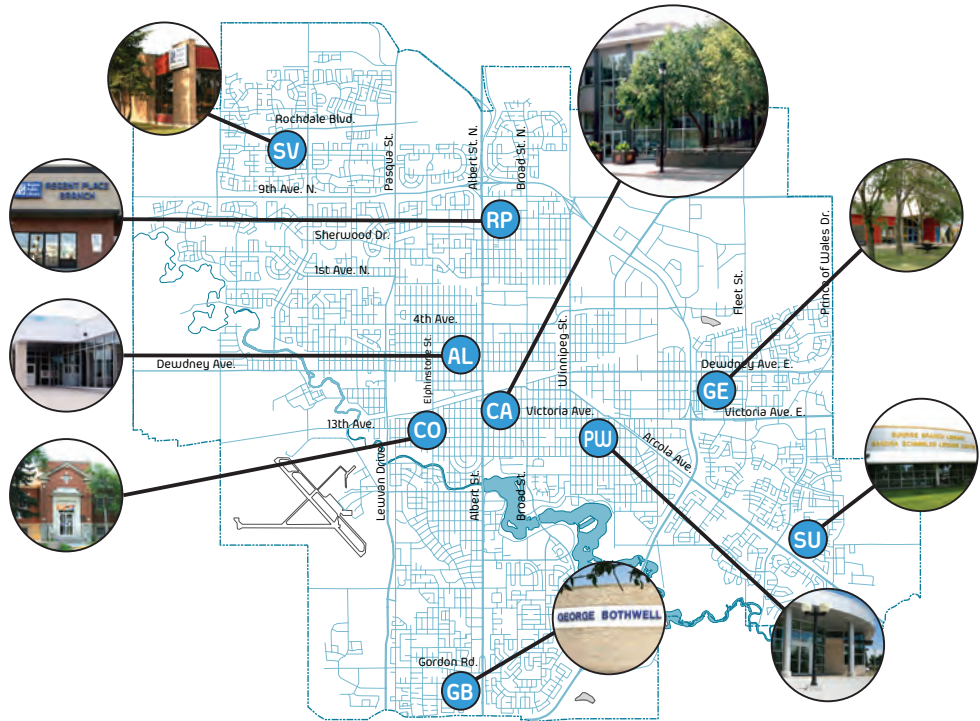 Rochdale Blvd.
SV
Pasqua St.
Albert St. N.
Broad St. N.
9th Ave. N.
REGENT PLACE
BRANCH
RP
Sherwood Dr.
1st Ave. N.
Prince of Wales Dr.
Fleet St.
4th Ave.
Elphinstone St.
Winnipeg St.
AL
Dewdney Ave.
Dewdney Ave. E.
GE
CA
Victoria Ave.
Victoria Ave. E.
13th Ave.
CO
PW
Arcola Ave.
SUNRISE BRANCH LIBRARY
Lewvan Drive
Albert St.
Broad St.
SU
GEORGE BOTHWELL
Gordon Rd.
GB